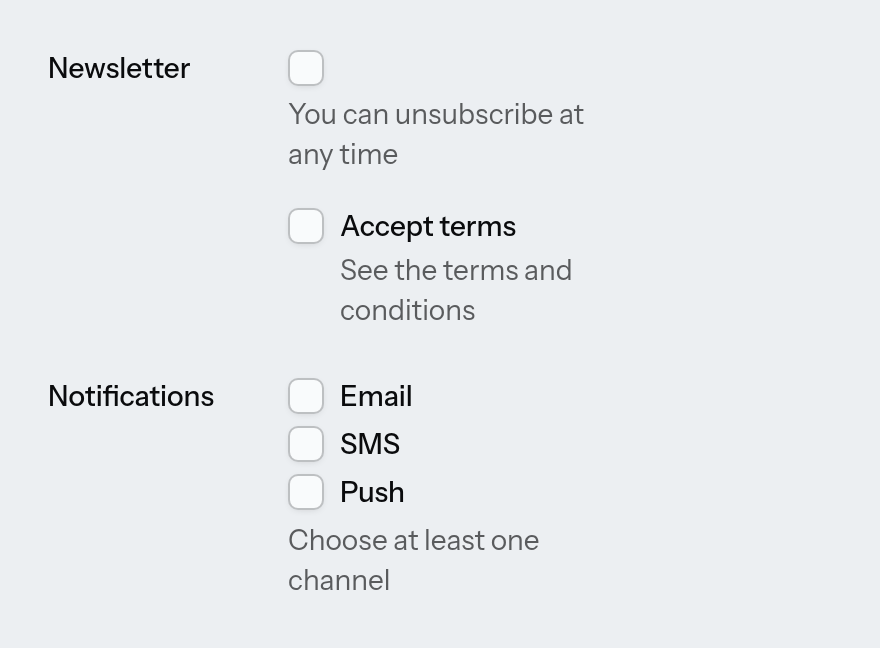 Newsletter
You can unsubscribe at
any time
Accept terms
See the terms and
conditions
Notifications
Email
SMS
Push
Choose at least one
channel